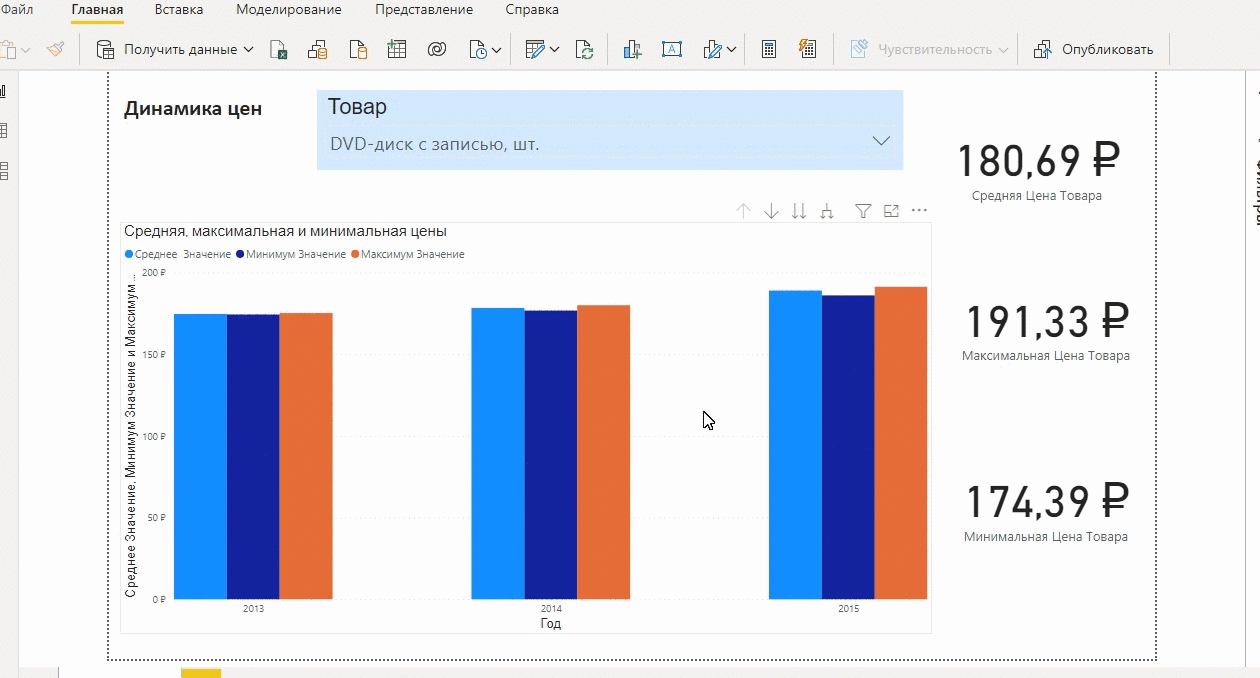 Файл Главная Вставка Моделирование Представление Справка
Получить данные Чувствительность Опубликовать
Динамика цен
Товар
DVD-диск с записью, шт.
180,69 ₽
Средняя Цена Товара
Средняя, максимальная и минимальная цены
Среднее Значение Минимум Значение Максимум Значение
Среднее Значение, Минимум Значение и Максимум ...
200 ₽
150 ₽
100 ₽
50 ₽
0 ₽
2013 2014 2015
Год
191,33 ₽
Максимальная Цена Товара
174,39 ₽
Минимальная Цена Товара